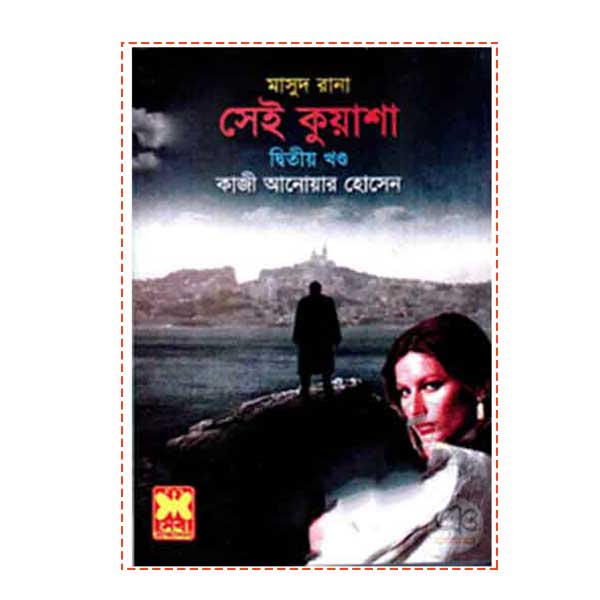 মাসুদ রানা
সেই কুয়াশা
দ্বিতীয় খণ্ড
কাজী আনোয়ার হোসেন
সেবা